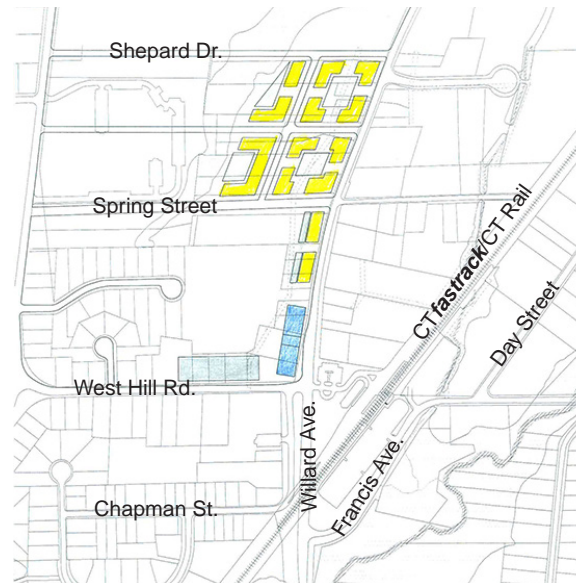 Shepard Dr.
Spring Street
CTfastrack/CT Rail
Day Street
West Hill Rd.
Willard Ave.
Francis Ave.
Chapman St.